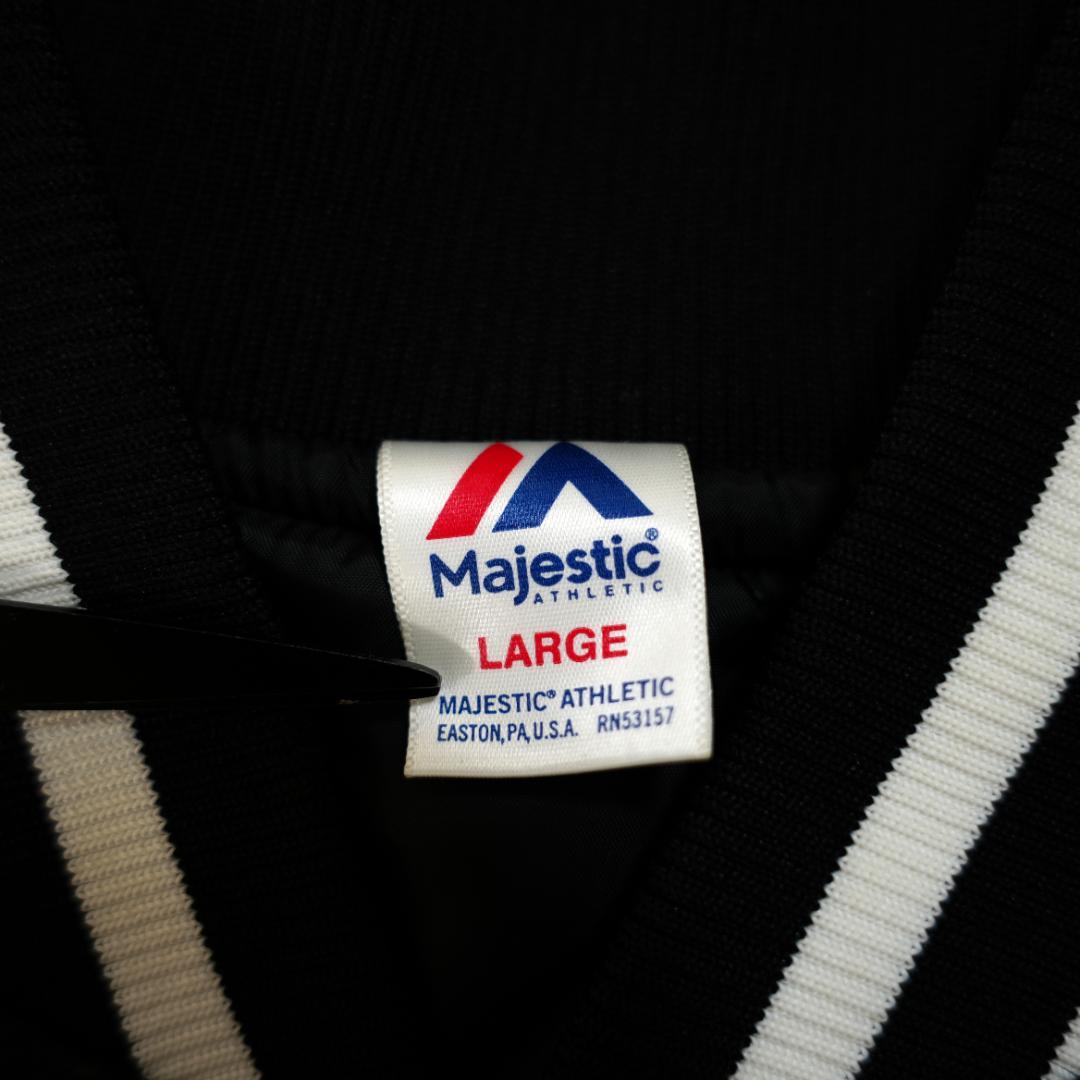 Majestic®
ATHLETIC
LARGE
MAJESTIC® ATHLETIC
EASTON, PA, U.S.A. RN53157